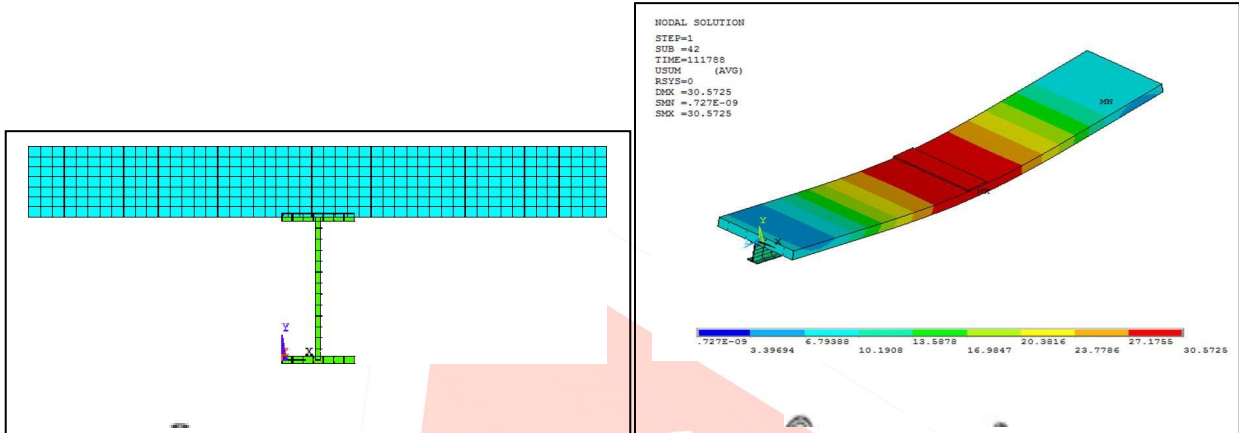 Y
X
NODAL SOLUTION
STEP=1
SUB =42
TIME=111788
USUM (AVG)
RSYS=0
DMX =30.5725
SMN =.727E-09
SMX =30.5725
MN
MX
Y
X
.727E-09 6.79388 13.5878 20.3816 27.1755
3.39694 10.1908 16.9847 23.7786 30.5725